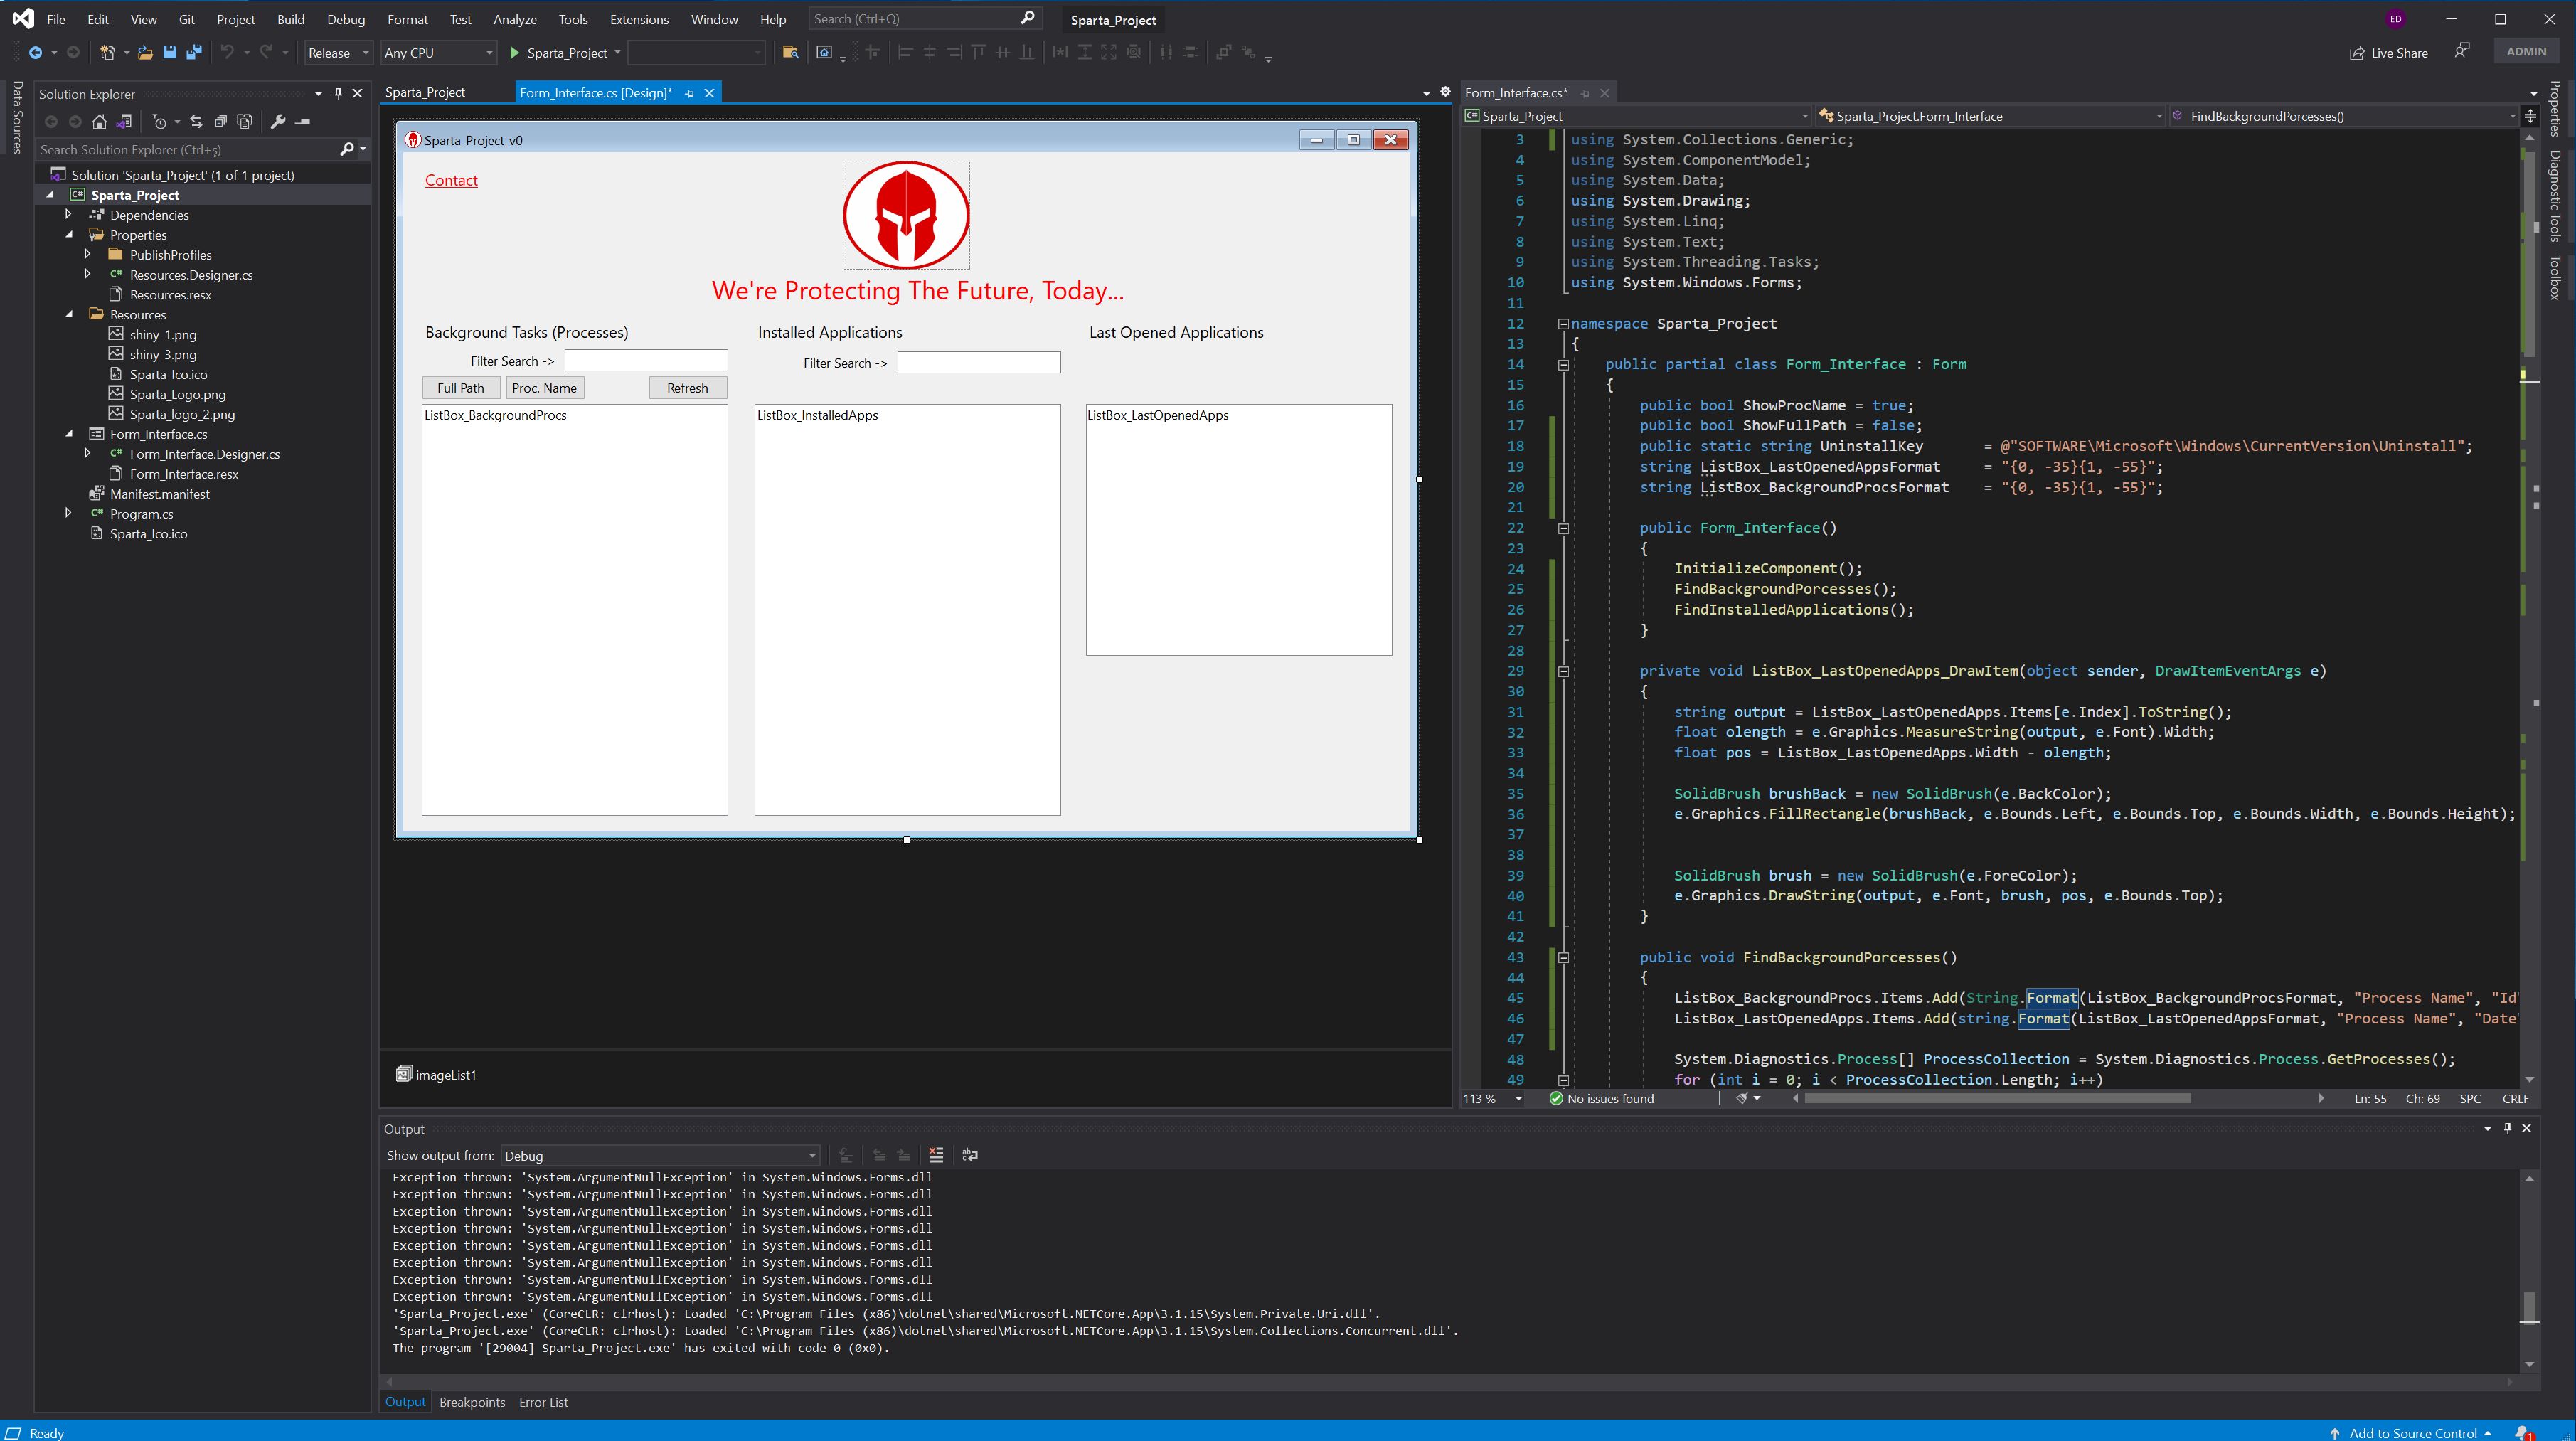 File Edit View Git Project Build Debug Format Test Analyze Tools Extensions Window Help Search (Ctrl+Q) Sparta_Project ED
Release Any CPU Sparta_Project Live Share ADMIN
Data Sources
Solution Explorer
Search Solution Explorer (Ctrl+ş)
Solution 'Sparta_Project' (1 of 1 project)
Sparta_Project
Dependencies
Properties
PublishProfiles
Resources.Designer.cs
Resources.resx
Resources
shiny_1.png
shiny_3.png
Sparta_Ico.ico
Sparta_Logo.png
Sparta_logo_2.png
Form_Interface.cs
Form_Interface.Designer.cs
Form_Interface.resx
Manifest.manifest
Program.cs
Sparta_Ico.ico
Sparta_Project Form_Interface.cs [Design]*
Sparta_Project_v0
Contact
We're Protecting The Future, Today...
Background Tasks (Processes) Installed Applications Last Opened Applications
Filter Search -> Filter Search ->
Full Path Proc. Name Refresh
ListBox_BackgroundProcs ListBox_InstalledApps ListBox_LastOpenedApps
imageList1
Form_Interface.cs*
Sparta_Project Sparta_Project.Form_Interface FindBackgroundPorcesses()
3 using System.Collections.Generic;
4 using System.ComponentModel;
5 using System.Data;
6 using System.Drawing;
7 using System.Linq;
8 using System.Text;
9 using System.Threading.Tasks;
10 using System.Windows.Forms;
11
12 namespace Sparta_Project
13 {
14 public partial class Form_Interface : Form
15 {
16 public bool ShowProcName = true;
17 public bool ShowFullPath = false;
18 public static string UninstallKey = @"SOFTWARE\Microsoft\Windows\CurrentVersion\Uninstall";
19 string ListBox_LastOpenedAppsFormat = "{0, -35}{1, -55}";
20 string ListBox_BackgroundProcsFormat = "{0, -35}{1, -55}";
21
22 public Form_Interface()
23 {
24 InitializeComponent();
25 FindBackgroundPorcesses();
26 FindInstalledApplications();
27 }
28
29 private void ListBox_LastOpenedApps_DrawItem(object sender, DrawItemEventArgs e)
30 {
31 string output = ListBox_LastOpenedApps.Items[e.Index].ToString();
32 float olength = e.Graphics.MeasureString(output, e.Font).Width;
33 float pos = ListBox_LastOpenedApps.Width - olength;
34
35 SolidBrush brushBack = new SolidBrush(e.BackColor);
36 e.Graphics.FillRectangle(brushBack, e.Bounds.Left, e.Bounds.Top, e.Bounds.Width, e.Bounds.Height);
37
38
39 SolidBrush brush = new SolidBrush(e.ForeColor);
40 e.Graphics.DrawString(output, e.Font, brush, pos, e.Bounds.Top);
41 }
42
43 public void FindBackgroundPorcesses()
44 {
45 ListBox_BackgroundProcs.Items.Add(String.Format(ListBox_BackgroundProcsFormat, "Process Name", "Id"
46 ListBox_LastOpenedApps.Items.Add(string.Format(ListBox_LastOpenedAppsFormat, "Process Name", "Date"
47
48 System.Diagnostics.Process[] ProcessCollection = System.Diagnostics.Process.GetProcesses();
49 for (int i = 0; i < ProcessCollection.Length; i++)
113 % No issues found Ln: 55 Ch: 69 SPC CRLF
Properties
Diagnostic Tools
Toolbox
Output
Show output from: Debug
Exception thrown: 'System.ArgumentNullException' in System.Windows.Forms.dll
Exception thrown: 'System.ArgumentNullException' in System.Windows.Forms.dll
Exception thrown: 'System.ArgumentNullException' in System.Windows.Forms.dll
Exception thrown: 'System.ArgumentNullException' in System.Windows.Forms.dll
Exception thrown: 'System.ArgumentNullException' in System.Windows.Forms.dll
Exception thrown: 'System.ArgumentNullException' in System.Windows.Forms.dll
Exception thrown: 'System.ArgumentNullException' in System.Windows.Forms.dll
Exception thrown: 'System.ArgumentNullException' in System.Windows.Forms.dll
'Sparta_Project.exe' (CoreCLR: clrhost): Loaded 'C:\Program Files (x86)\dotnet\shared\Microsoft.NETCore.App\3.1.15\System.Private.Uri.dll'.
'Sparta_Project.exe' (CoreCLR: clrhost): Loaded 'C:\Program Files (x86)\dotnet\shared\Microsoft.NETCore.App\3.1.15\System.Collections.Concurrent.dll'.
The program '[29004] Sparta_Project.exe' has exited with code 0 (0x0).
Output Breakpoints Error List
Ready Add to Source Control 1